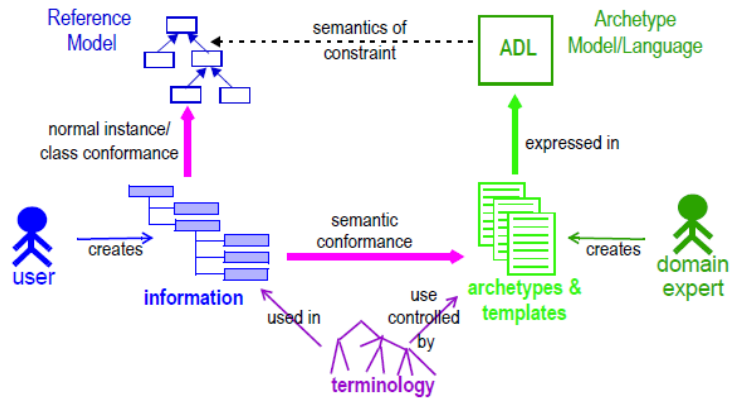 Reference
Model
semantics of
constraint
ADL
Archetype
Model/Language
normal instance/
class conformance
expressed in
user
creates
information
semantic
conformance
archetypes &
templates
creates
domain
expert
used in
use
controlled
by
terminology